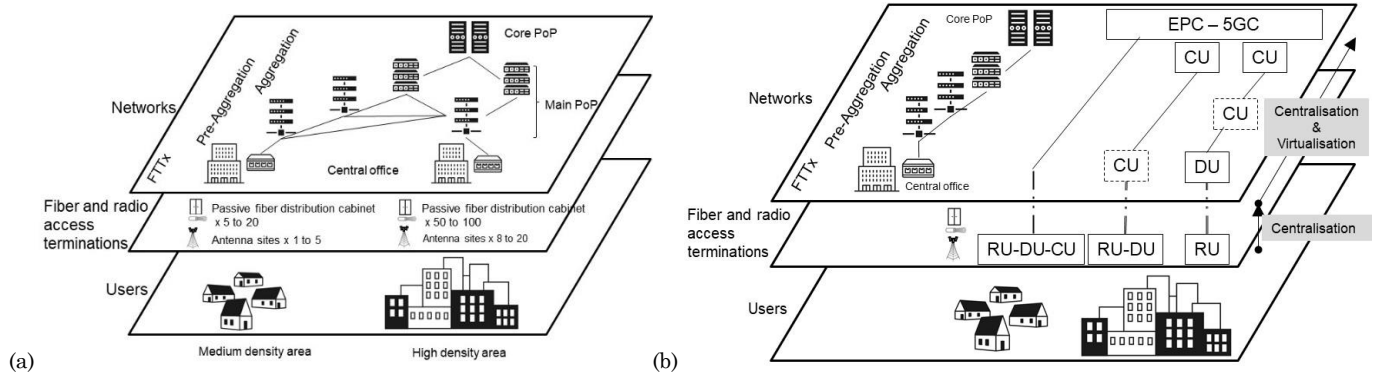 Core PoP
Aggregation
Pre-Aggregation
Networks
Main PoP
FTTx
Central office
Fiber and radio
access
terminations
Passive fiber distribution cabinet
x 5 to 20
Antenna sites x 1 to 5
Passive fiber distribution cabinet
x 50 to 100
Antenna sites x 8 to 20
Users
Medium density area
High density area
(a)
Core PoP
EPC – 5GC
Aggregation
Pre-Aggregation
CU
CU
Networks
CU
Centralisation
&
Virtualisation
CU
DU
FTTx
Central office
Fiber and radio
access
terminations
RU-DU-CU
RU-DU
RU
Centralisation
Users
(b)